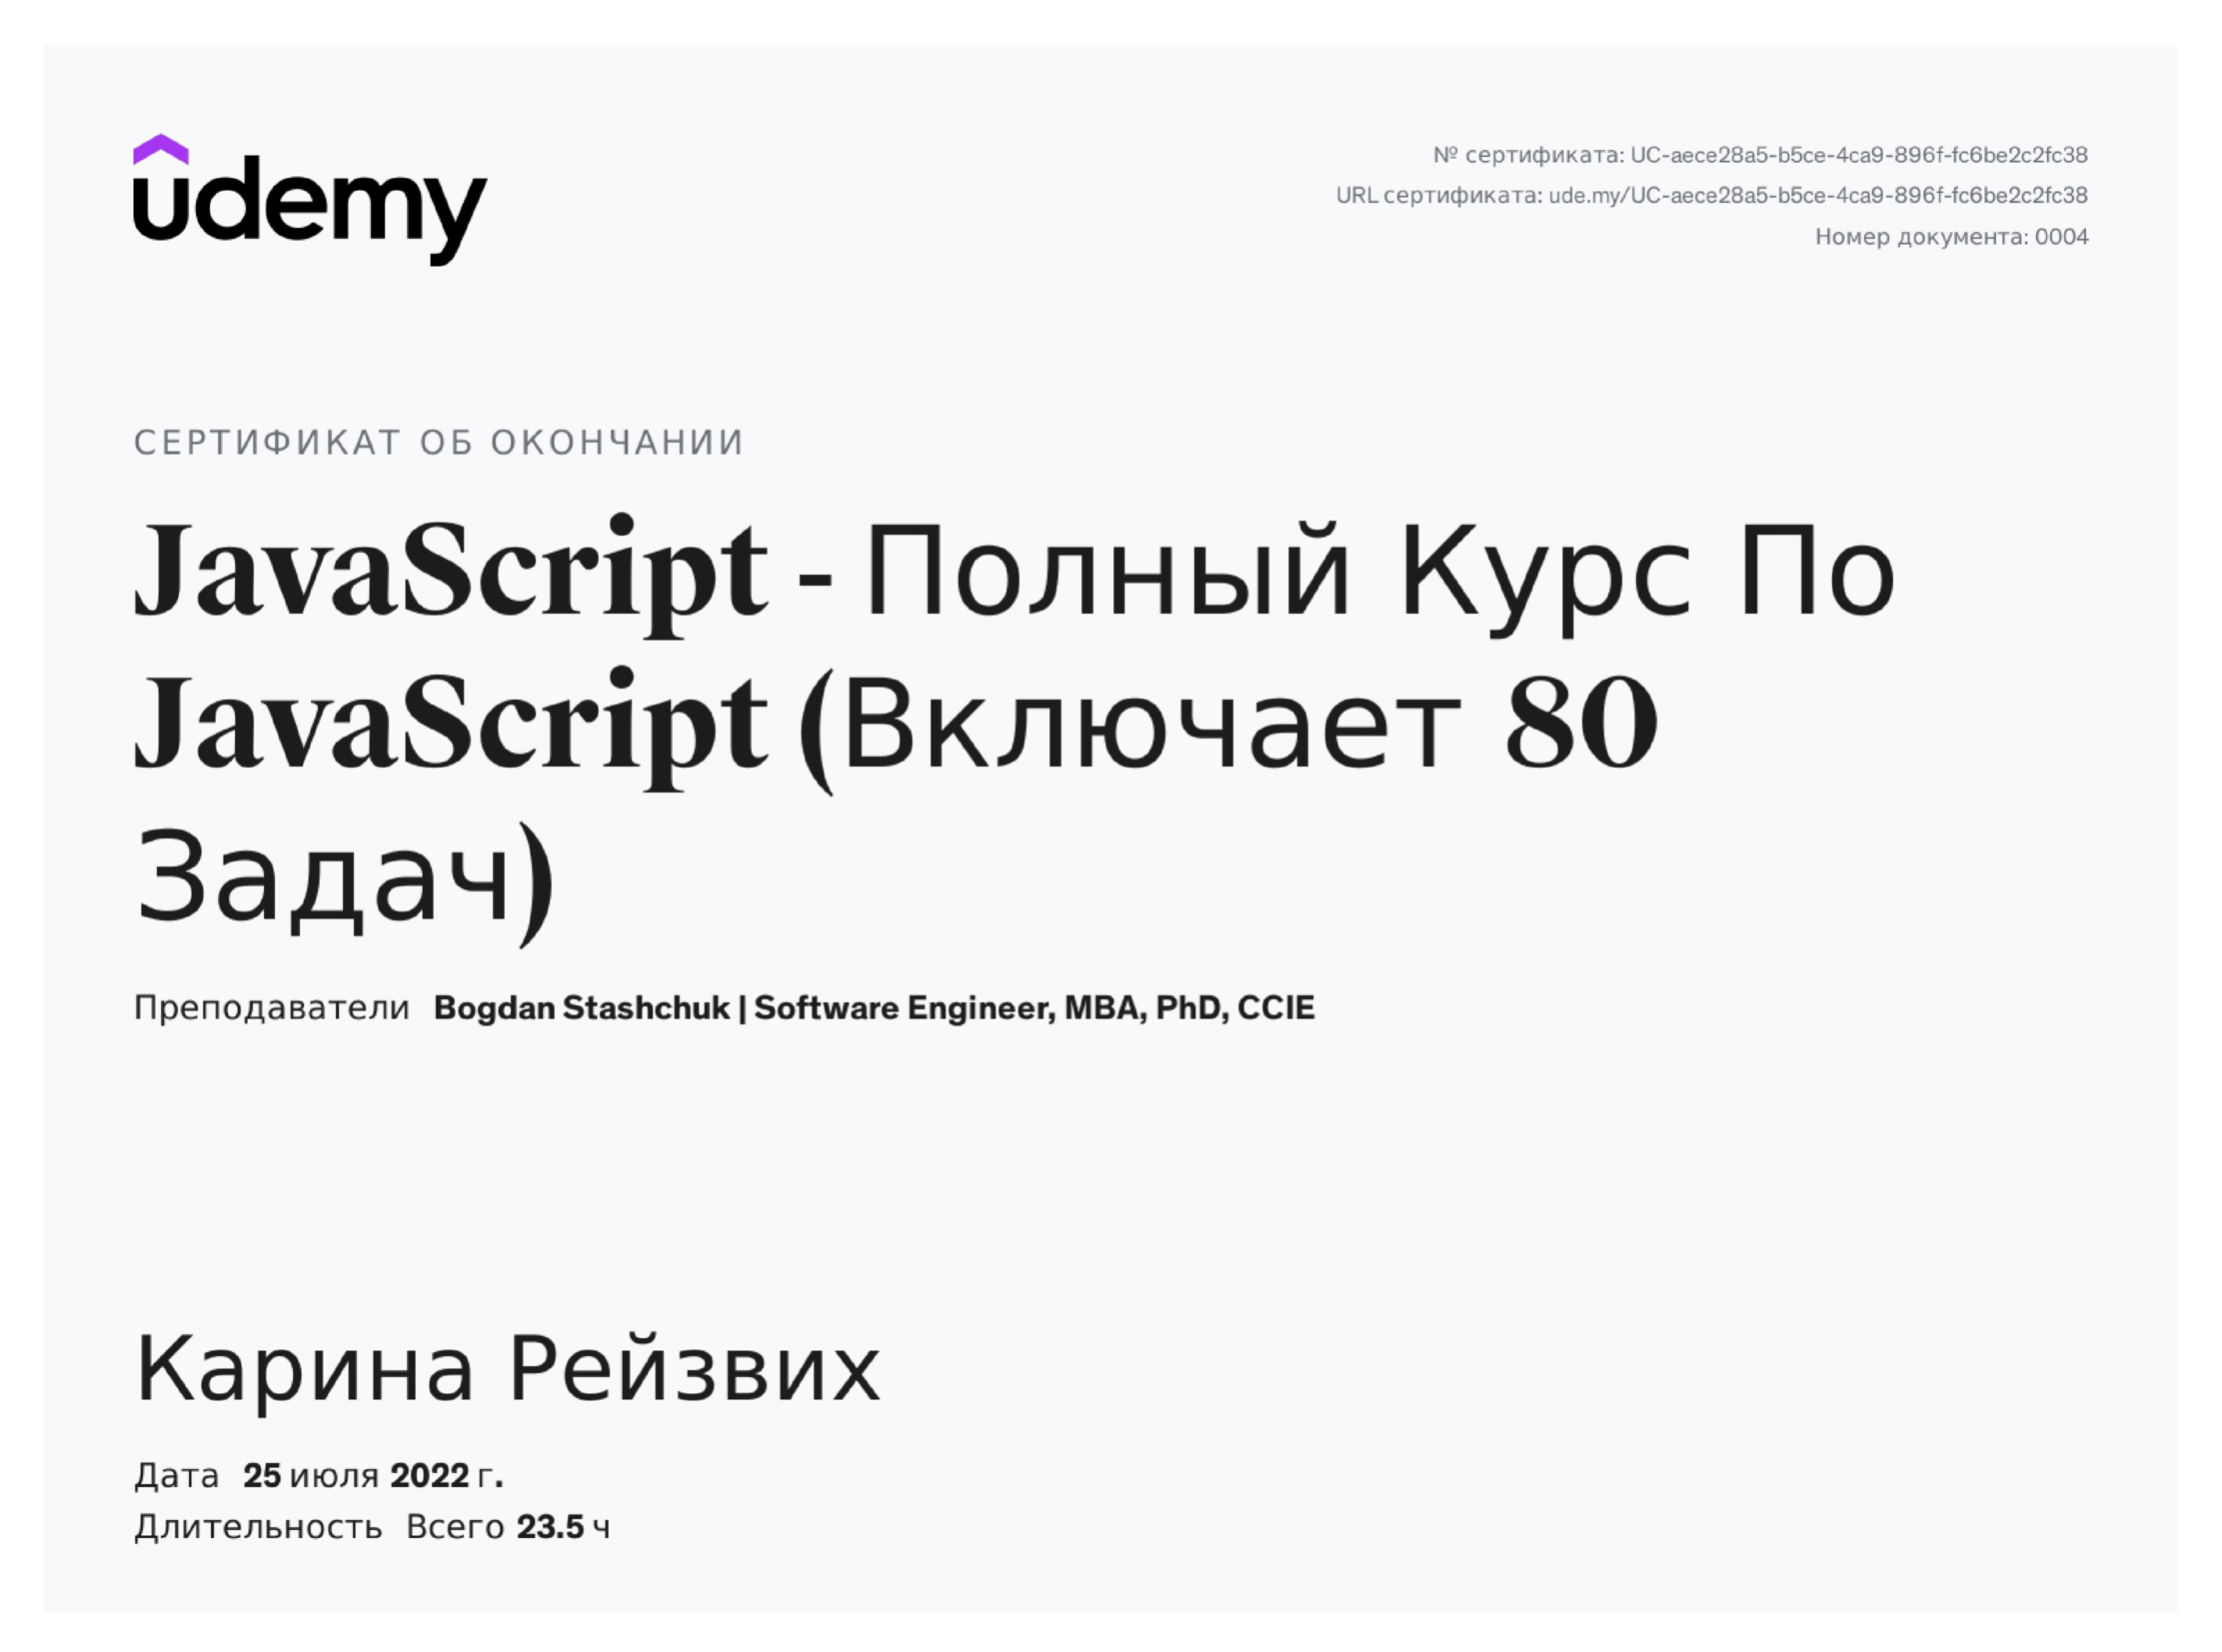 udemy
№ сертификата: UC-aece28a5-b5ce-4ca9-896f-fc6be2c2fc38
URL сертификата: ude.my/UC-aece28a5-b5ce-4ca9-896f-fc6be2c2fc38
Номер документа: 0004
СЕРТИФИКАТ ОБ ОКОНЧАНИИ
JavaScript - Полный Курс По
JavaScript (Включает 80
Задач)
Преподаватели Bogdan Stashchuk | Software Engineer, MBA, PhD, CCIE
Карина Рейзвих
Дата 25 июля 2022 г.
Длительность Всего 23.5 ч